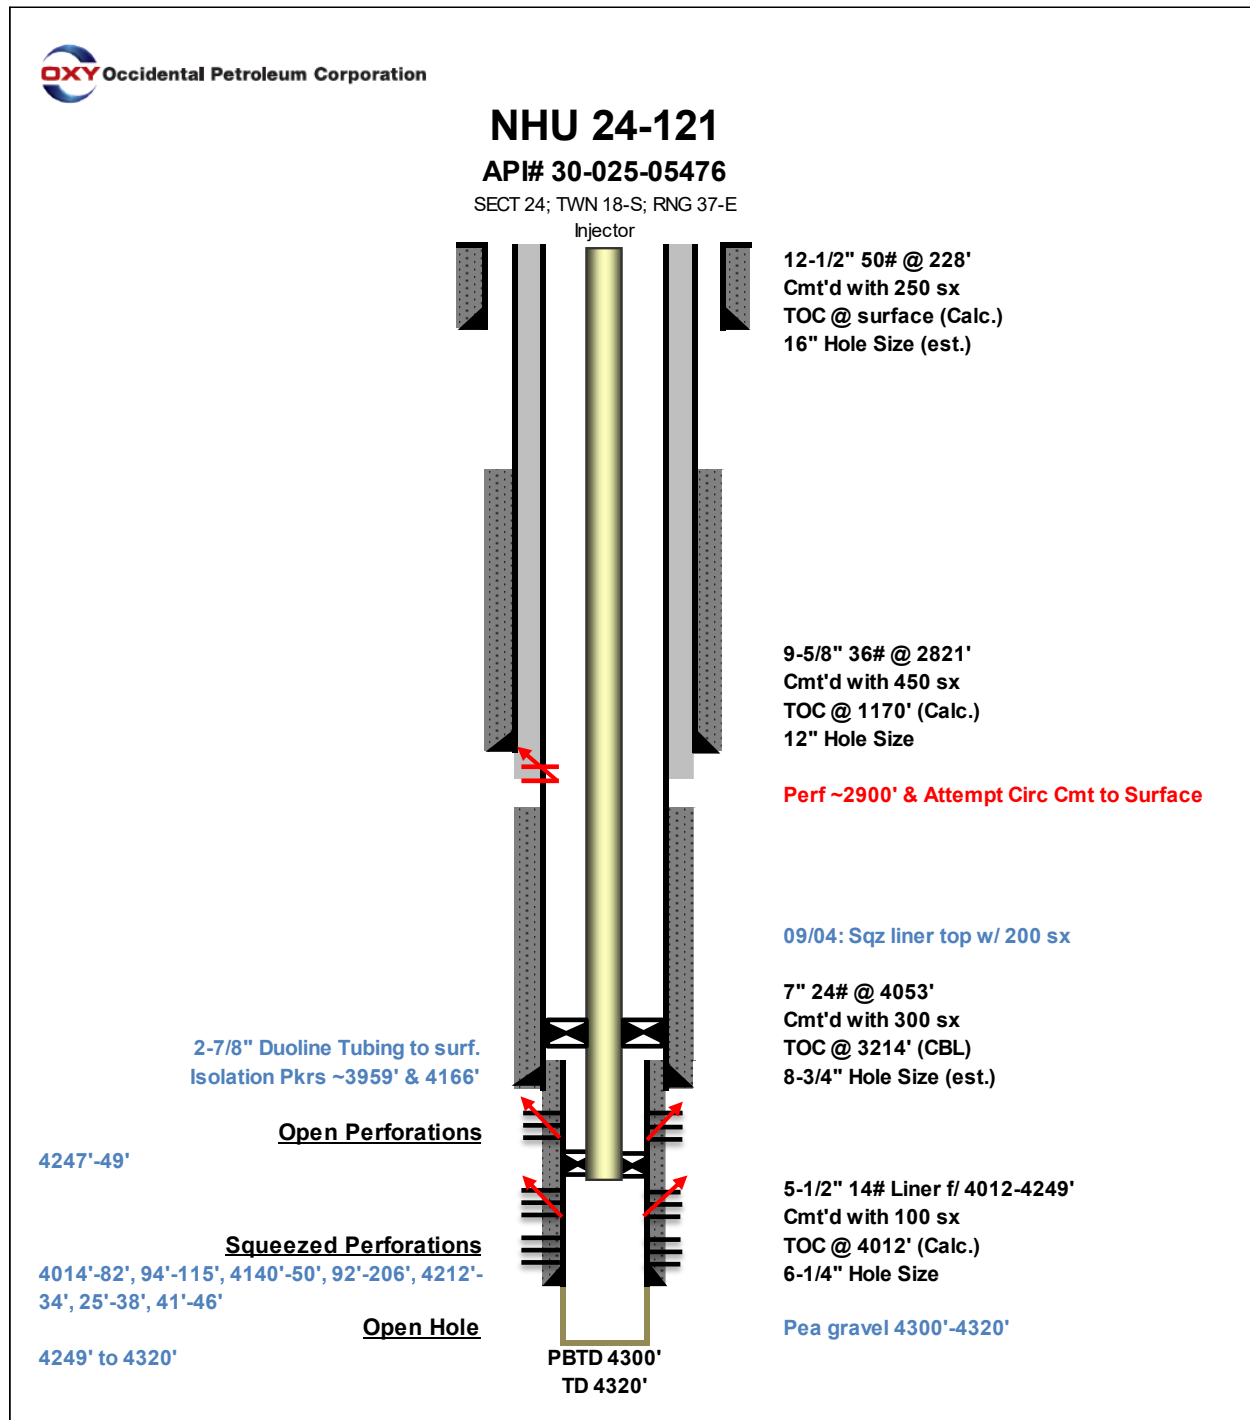 OXY Occidental Petroleum Corporation
NHU 24-121
API# 30-025-05476
SECT 24; TWN 18-S; RNG 37-E
Injector
12-1/2" 50# @ 228'
Cmt'd with 250 sx
TOC @ surface (Calc.)
16" Hole Size (est.)
9-5/8" 36# @ 2821'
Cmt'd with 450 sx
TOC @ 1170' (Calc.)
12" Hole Size
Perf ~2900' & Attempt Circ Cmt to Surface
09/04: Sqz liner top w/ 200 sx
7" 24# @ 4053'
Cmt'd with 300 sx
TOC @ 3214' (CBL)
8-3/4" Hole Size (est.)
2-7/8" Duoline Tubing to surf.
Isolation Pkrs ~3959' & 4166'
Open Perforations
4247'-49'
5-1/2" 14# Liner f/ 4012-4249'
Cmt'd with 100 sx
TOC @ 4012' (Calc.)
6-1/4" Hole Size
Squeezed Perforations
4014'-82', 94'-115', 4140'-50', 92'-206', 4212'-
34', 25'-38', 41'-46'
Open Hole
4249' to 4320'
Pea gravel 4300'-4320'
PBTD 4300'
TD 4320'